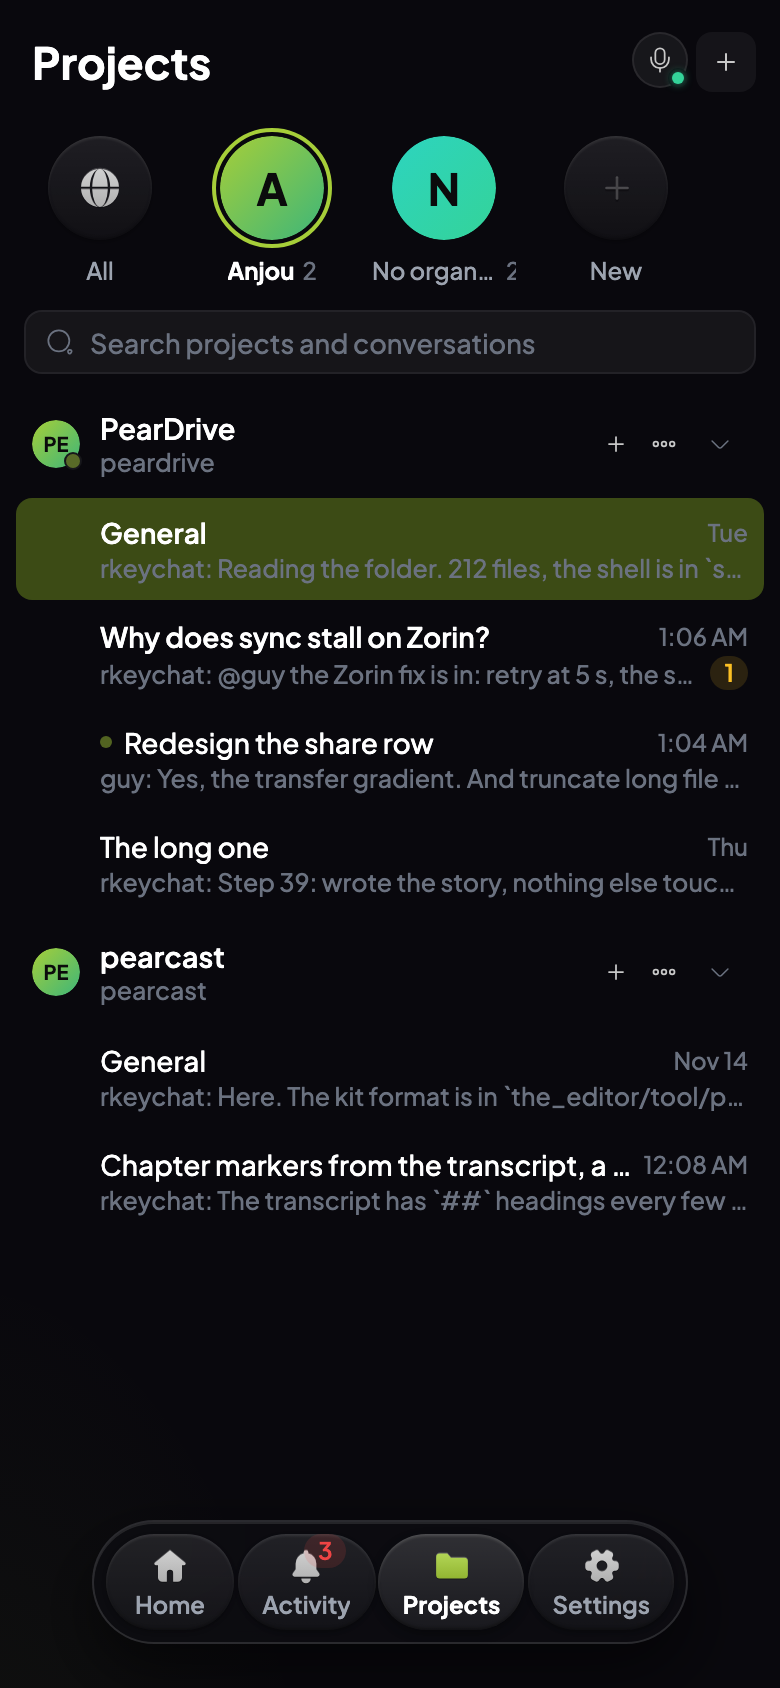 Projects
A
N
All
Anjou 2
No organ... 2
New
Search projects and conversations
PE
PearDrive
peardrive
General
Tue
rkeychat: Reading the folder. 212 files, the shell is in `s...
Why does sync stall on Zorin?
1:06 AM
rkeychat: @guy the Zorin fix is in: retry at 5 s, the s...
1
Redesign the share row
1:04 AM
guy: Yes, the transfer gradient. And truncate long file ...
The long one
Thu
rkeychat: Step 39: wrote the story, nothing else touc...
PE
pearcast
pearcast
General
Nov 14
rkeychat: Here. The kit format is in `the_editor/tool/p...
Chapter markers from the transcript, a ...
12:08 AM
rkeychat: The transcript has `##` headings every few ...
3
Home
Activity
Projects
Settings